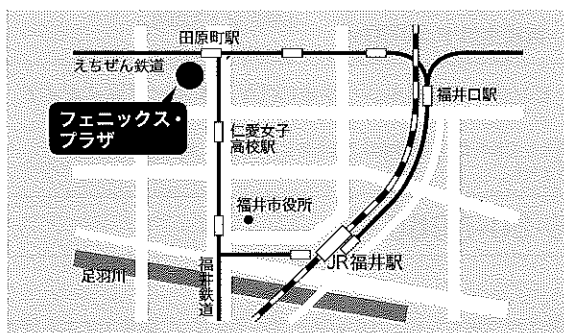 田原町駅
えちぜん鉄道
福井口駅
フェニックス・
プラザ
仁愛女子
高校駅
福井市役所
JR福井駅
足羽川
福井鉄道